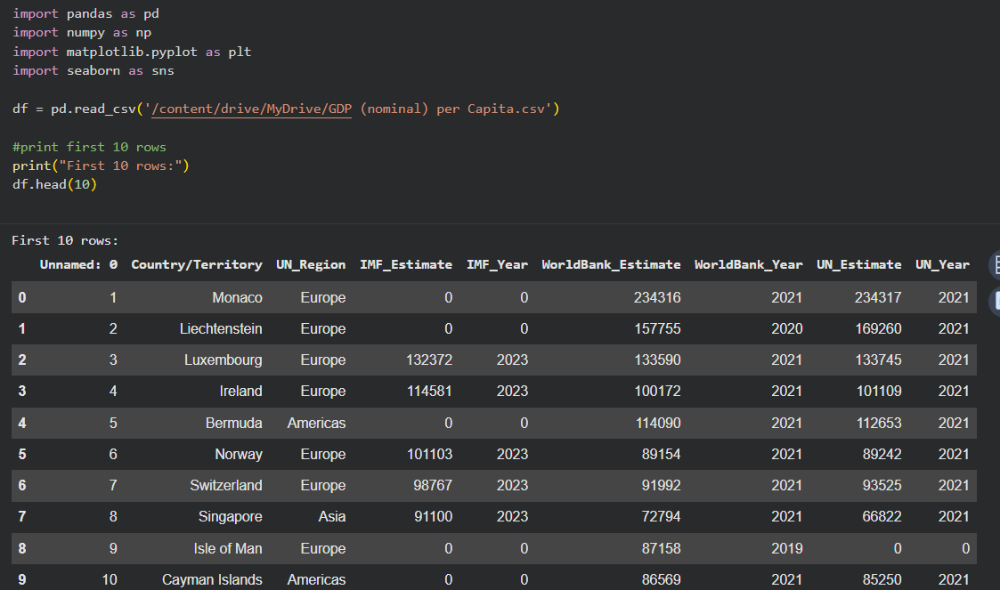 import pandas as pd
import numpy as np
import matplotlib.pyplot as plt
import seaborn as sns
df = pd.read_csv('/content/drive/MyDrive/GDP (nominal) per Capita.csv')
#print first 10 rows
print("First 10 rows:")
df.head(10)
First 10 rows:
Unnamed: 0 Country/Territory UN_Region IMF_Estimate IMF_Year WorldBank_Estimate WorldBank_Year UN_Estimate UN_Year
0 1 Monaco Europe 0 0 234316 2021 234317 2021
1 2 Liechtenstein Europe 0 0 157755 2020 169260 2021
2 3 Luxembourg Europe 132372 2023 133590 2021 133745 2021
3 4 Ireland Europe 114581 2023 100172 2021 101109 2021
4 5 Bermuda Americas 0 0 114090 2021 112653 2021
5 6 Norway Europe 101103 2023 89154 2021 89242 2021
6 7 Switzerland Europe 98767 2023 91992 2021 93525 2021
7 8 Singapore Asia 91100 2023 72794 2021 66822 2021
8 9 Isle of Man Europe 0 0 87158 2019 0 0
9 10 Cayman Islands Americas 0 0 86569 2021 85250 2021